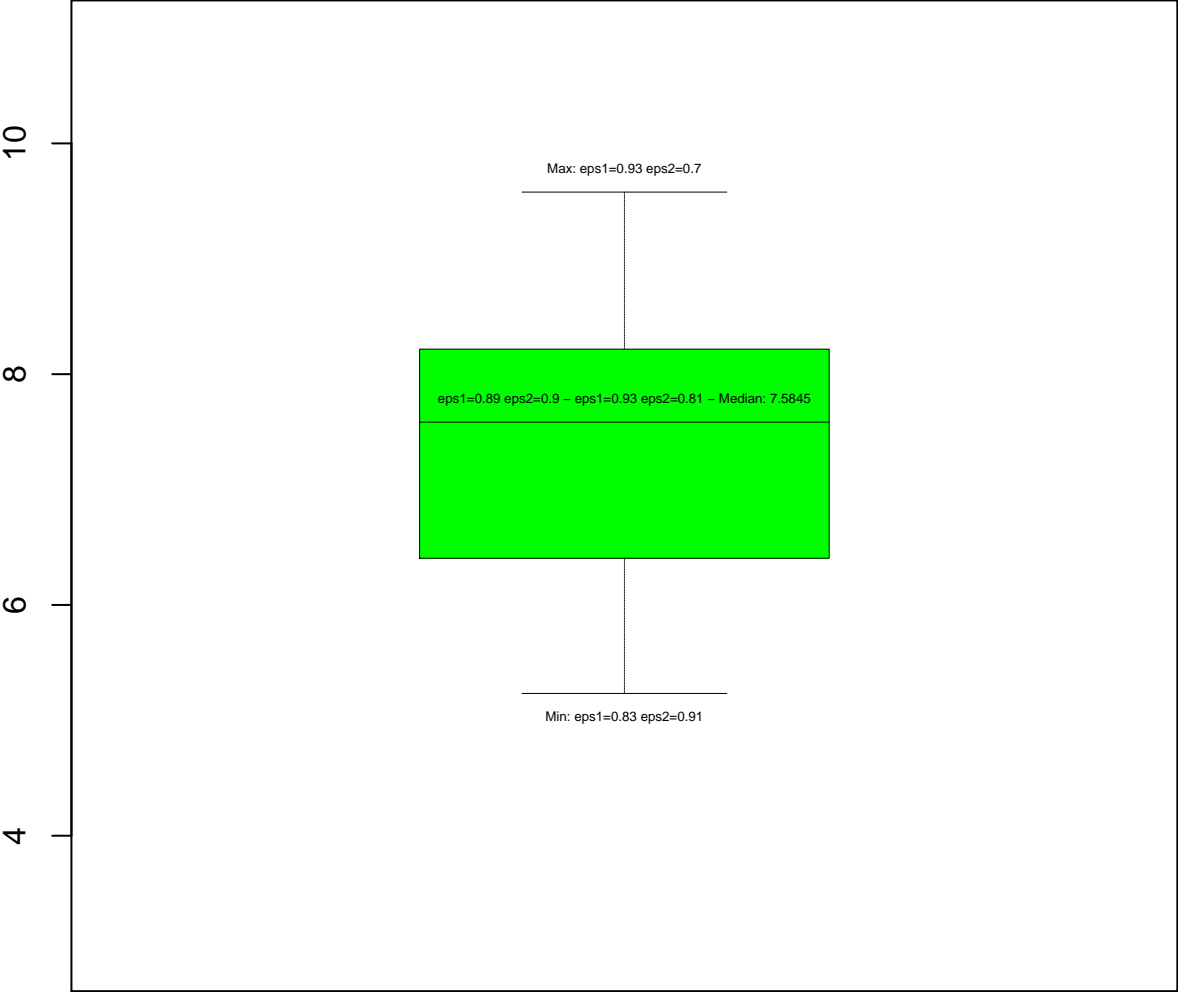 10
Max: eps1=0.93 eps2=0.7
8
eps1=0.89 eps2=0.9 – eps1=0.93 eps2=0.81 – Median: 7.5845
6
Min: eps1=0.83 eps2=0.91
4